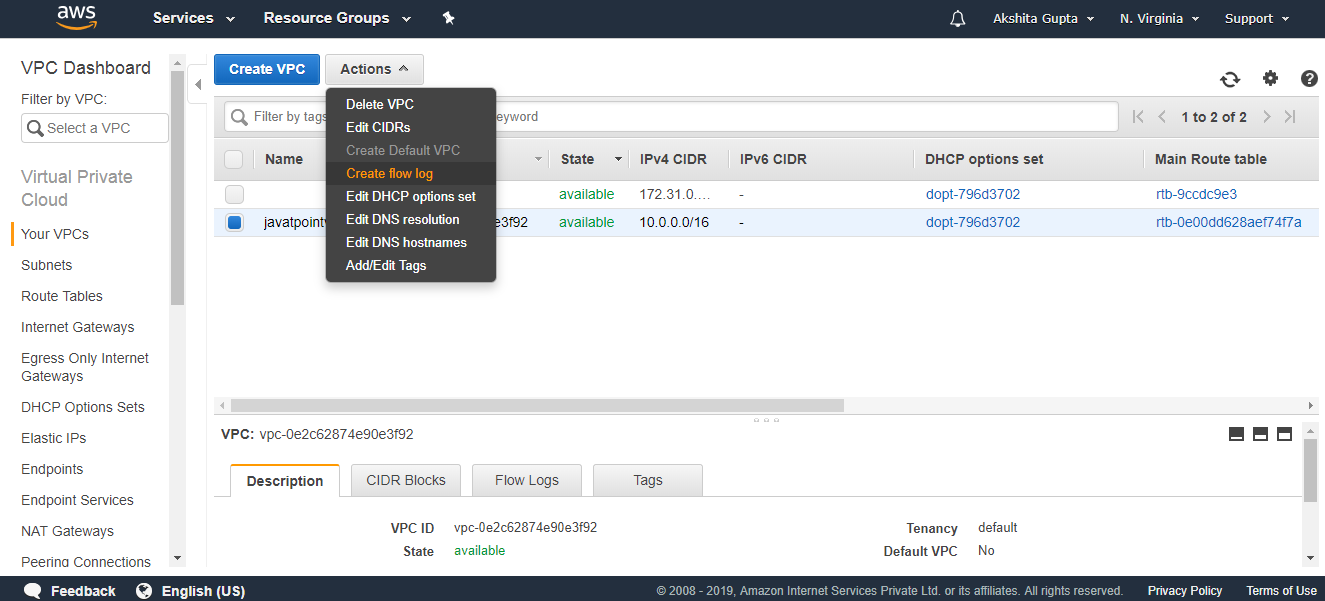 aws Services Resource Groups Akshita Gupta N. Virginia Support
VPC Dashboard
Filter by VPC:
Select a VPC
Virtual Private
Cloud
Your VPCs
Subnets
Route Tables
Internet Gateways
Egress Only Internet
Gateways
DHCP Options Sets
Elastic IPs
Endpoints
Endpoint Services
NAT Gateways
Peering Connections
Create VPC Actions
Delete VPC
Edit CIDRs
Create Default VPC
Create flow log
Edit DHCP options set
Edit DNS resolution
Edit DNS hostnames
Add/Edit Tags
Filter by tags eyword 1 to 2 of 2
Name State IPv4 CIDR IPv6 CIDR DHCP options set Main Route table
available 172.31.0.... - dopt-796d3702 rtb-9ccdc9e3
javatpoint e3f92 available 10.0.0.0/16 - dopt-796d3702 rtb-0e00dd628aef74f7a
VPC: vpc-0e2c62874e90e3f92
Description CIDR Blocks Flow Logs Tags
VPC ID vpc-0e2c62874e90e3f92 Tenancy default
State available Default VPC No
Feedback English (US) © 2008 - 2019, Amazon Internet Services Private Ltd. or its affiliates. All rights reserved. Privacy Policy Terms of Use